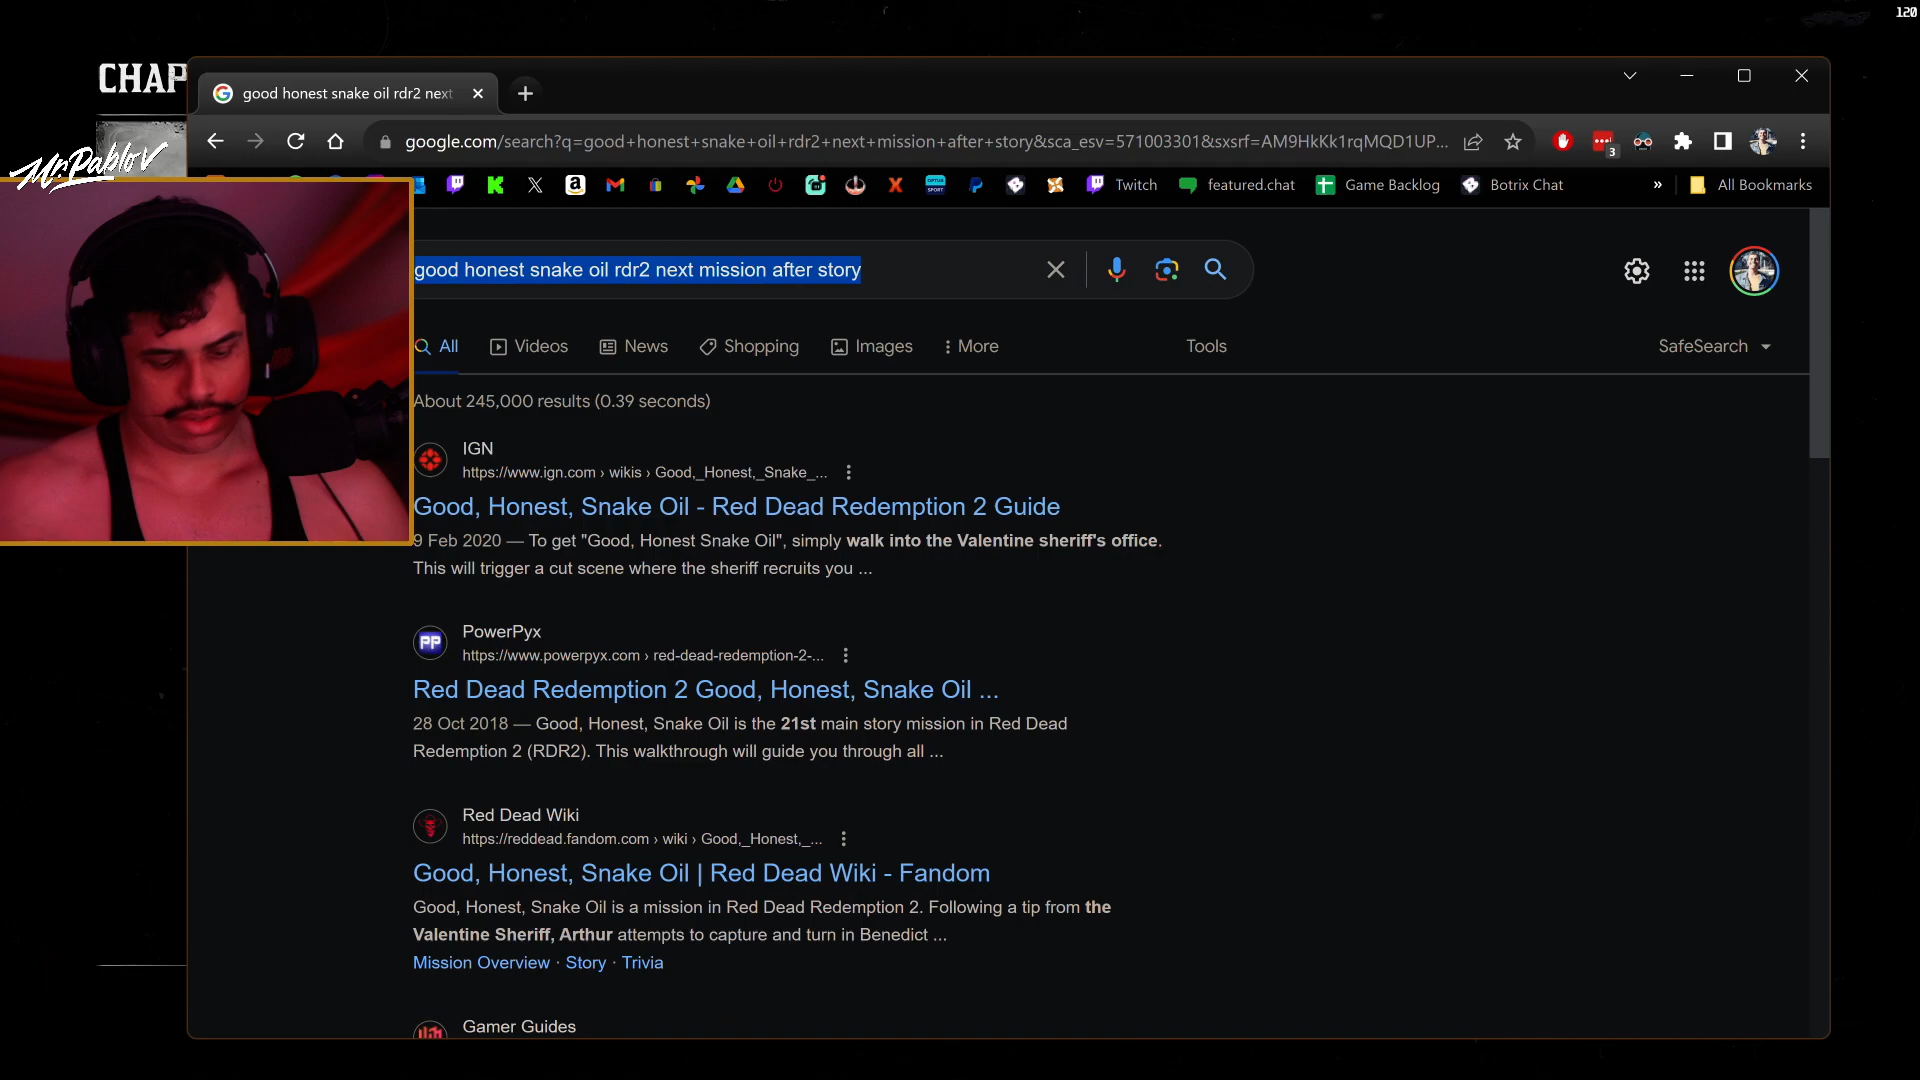 120
CHAP
good honest snake oil rdr2 next
google.com/search?q=good+honest+snake+oil+rdr2+next+mission+after+story&sca_esv=571003301&sxsrf=AM9HkKk1rqMQD1UP...
3
Mr.PabloV
Twitch
featured.chat
Game Backlog
Botrix Chat
»
All Bookmarks
good honest snake oil rdr2 next mission after story
All
Videos
News
Shopping
Images
More
Tools
SafeSearch
About 245,000 results (0.39 seconds)
IGN
https://www.ign.com › wikis › Good,_Honest,_Snake_...
Good, Honest, Snake Oil - Red Dead Redemption 2 Guide
9 Feb 2020 — To get "Good, Honest Snake Oil", simply walk into the Valentine sheriff's office.
This will trigger a cut scene where the sheriff recruits you ...
PP
PowerPyx
https://www.powerpyx.com › red-dead-redemption-2-...
Red Dead Redemption 2 Good, Honest, Snake Oil ...
28 Oct 2018 — Good, Honest, Snake Oil is the 21st main story mission in Red Dead
Redemption 2 (RDR2). This walkthrough will guide you through all ...
Red Dead Wiki
https://reddead.fandom.com › wiki › Good,_Honest,_...
Good, Honest, Snake Oil | Red Dead Wiki - Fandom
Good, Honest, Snake Oil is a mission in Red Dead Redemption 2. Following a tip from the
Valentine Sheriff, Arthur attempts to capture and turn in Benedict ...
Mission Overview · Story · Trivia
Gamer Guides